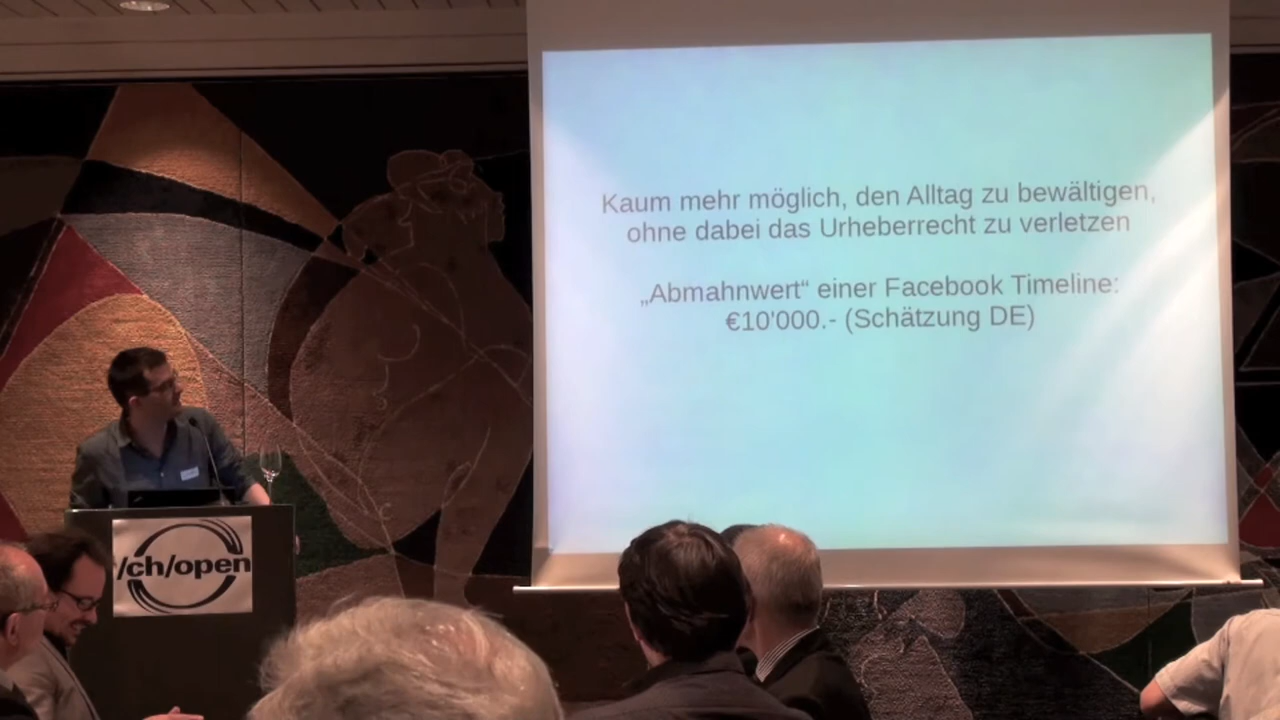 Kaum mehr möglich, den Alltag zu bewältigen,
ohne dabei das Urheberrecht zu verletzen
„Abmahnwert“ einer Facebook Timeline:
€10'000.- (Schätzung DE)
/ch/open